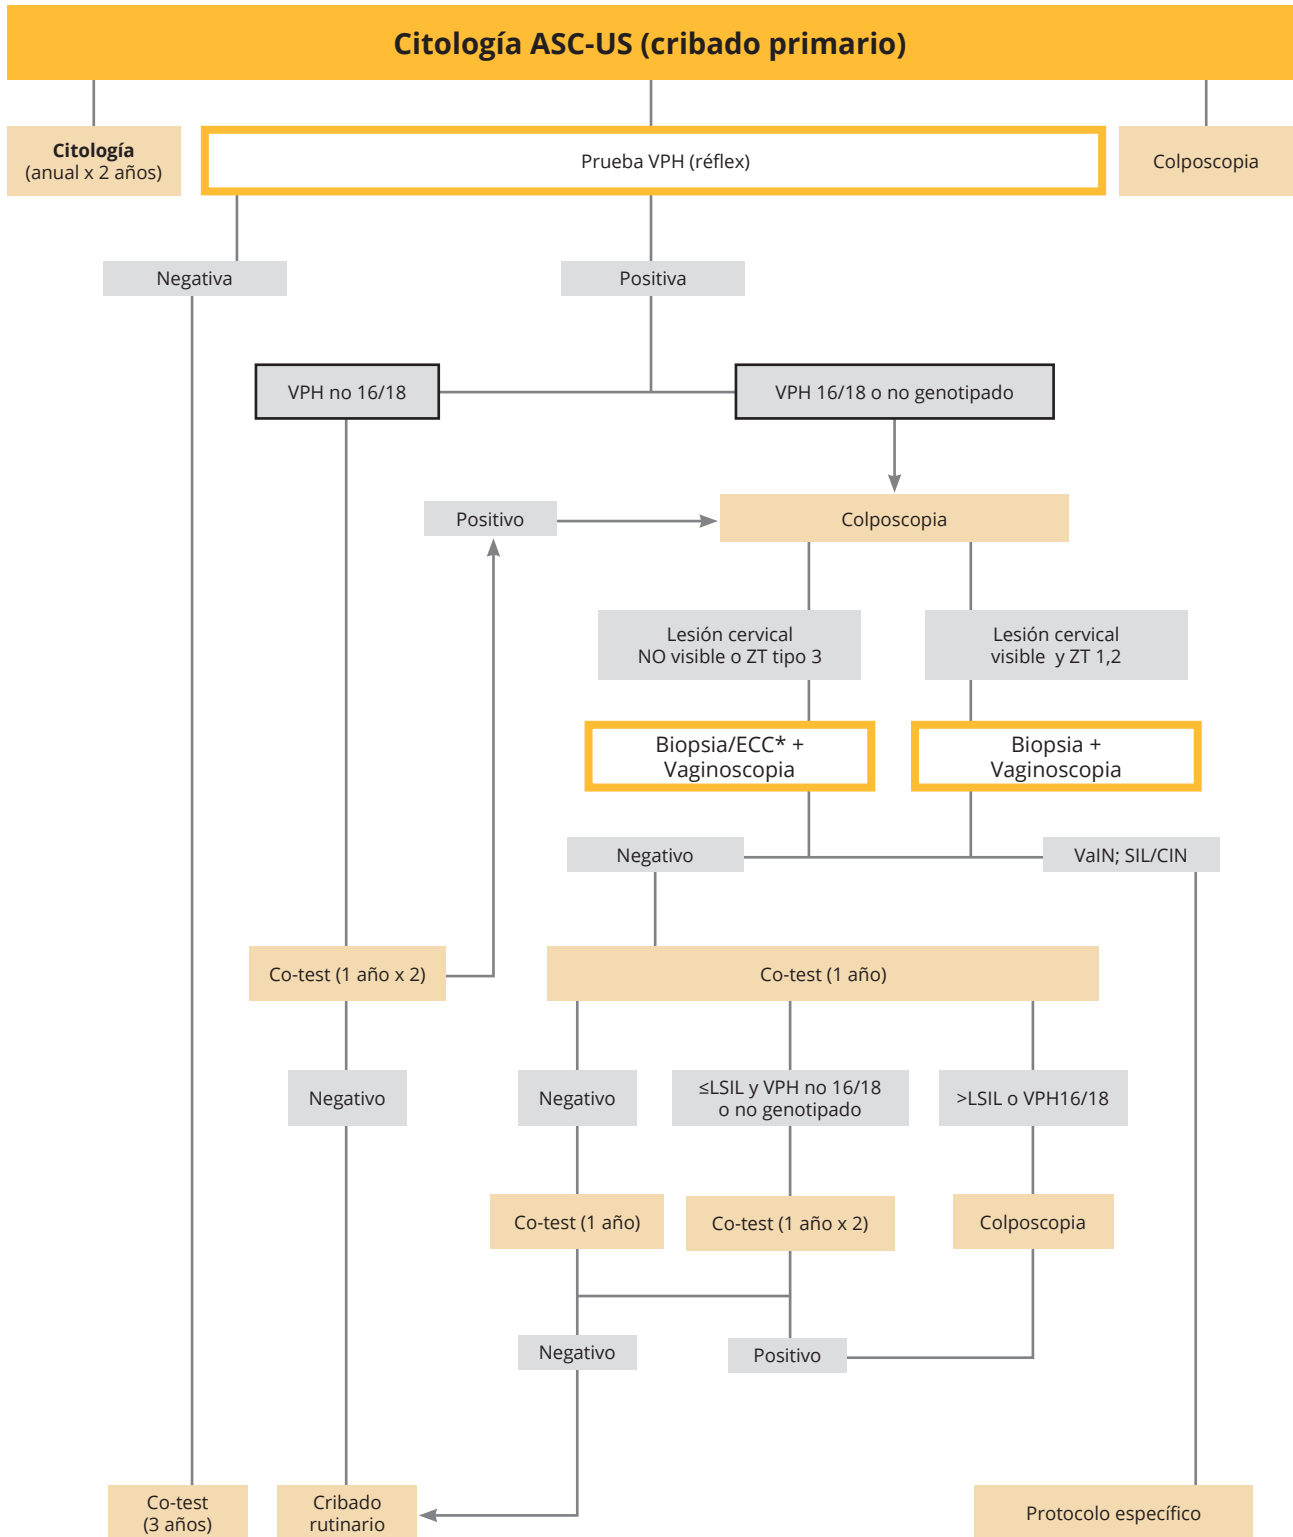 Citología ASC-US (cribado primario)
Citología
(anual x 2 años)
Prueba VPH (réflex)
Colposcopia
Negativa
Positiva
VPH no 16/18
VPH 16/18 o no genotipado
Positivo
Colposcopia
Lesión cervical
NO visible o ZT tipo 3
Lesión cervical
visible y ZT 1,2
Biopsia/ECC* +
Vaginoscopia
Biopsia +
Vaginoscopia
Negativo
VaIN; SIL/CIN
Co-test (1 año x 2)
Co-test (1 año)
Negativo
Negativo
≤LSIL y VPH no 16/18
o no genotipado
>LSIL o VPH16/18
Co-test (1 año)
Co-test (1 año x 2)
Colposcopia
Negativo
Positivo
Co-test
(3 años)
Cribado
rutinario
Protocolo específico